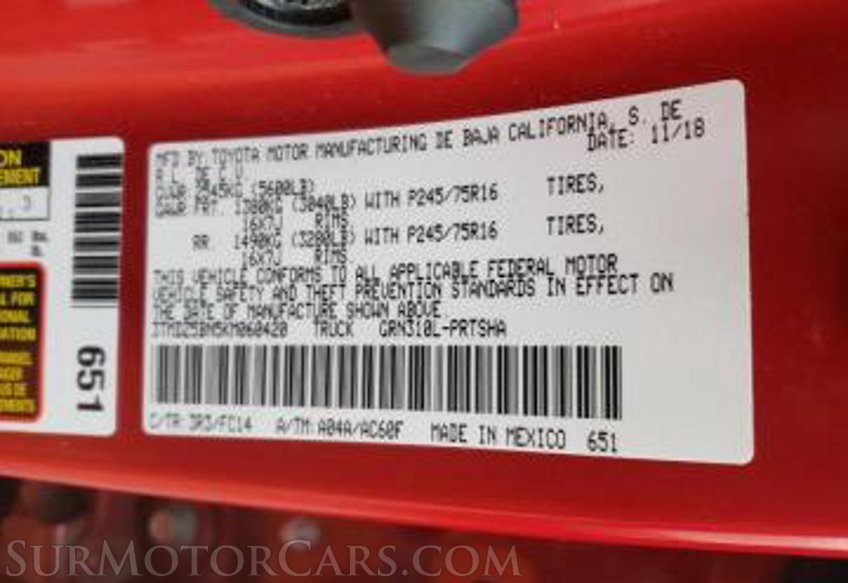 MFD BY: TOYOTA MOTOR MANUFACTURING DE BAJA CALIFORNIA, S. DE
R.L. DE C.V. DATE: 11/18
GVWR 2545KG (5600LB)
GAWR FRT. 1380KG (3040LB) WITH P245/75R16 TIRES,
16X7J RIMS
RR. 1490KG (3280LB) WITH P245/75R16 TIRES,
16X7J RIMS
THIS VEHICLE CONFORMS TO ALL APPLICABLE FEDERAL MOTOR
VEHICLE SAFETY AND THEFT PREVENTION STANDARDS IN EFFECT ON
THE DATE OF MANUFACTURE SHOWN ABOVE
3TMDZ5BN5KM060420 TRUCK GRN310L-PRTSHA
C/TR: 3R3/FC14 A/TM: A04A/AC60F MADE IN MEXICO 651
651
SURMOTORCARS.COM